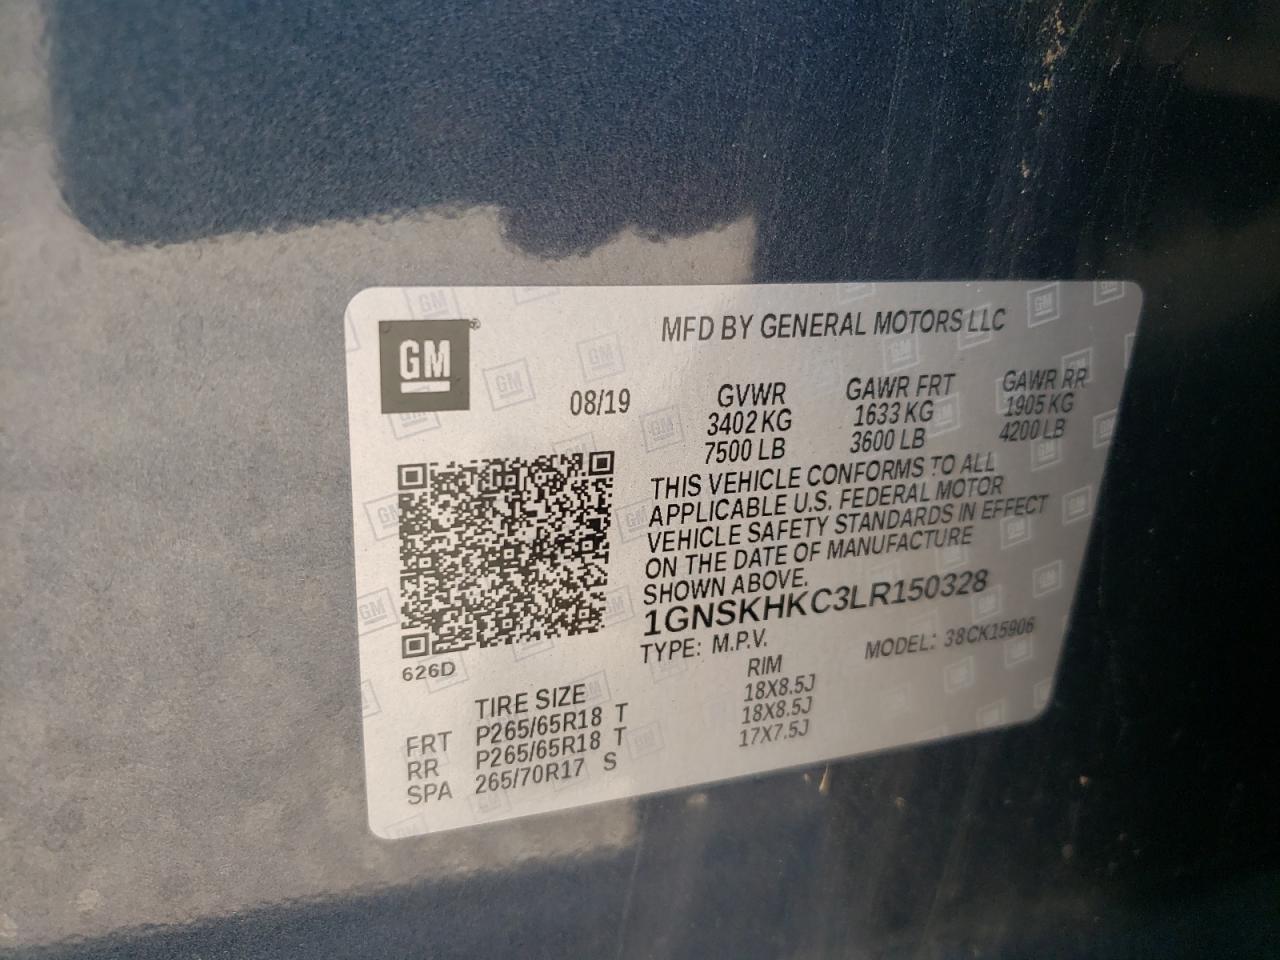 GM
MFD BY GENERAL MOTORS LLC
08/19
GVWR
3402 KG
7500 LB
GAWR FRT
1633 KG
3600 LB
GAWR RR
1905 KG
4200 LB
THIS VEHICLE CONFORMS TO ALL
APPLICABLE U.S. FEDERAL MOTOR
VEHICLE SAFETY STANDARDS IN EFFECT
ON THE DATE OF MANUFACTURE
SHOWN ABOVE.
1GNSKHKC3LR150328
TYPE: M.P.V. MODEL: 38CK15906
626D
TIRE SIZE RIM
FRT P265/65R18 T 18X8.5J
RR P265/65R18 T 18X8.5J
SPA 265/70R17 S 17X7.5J